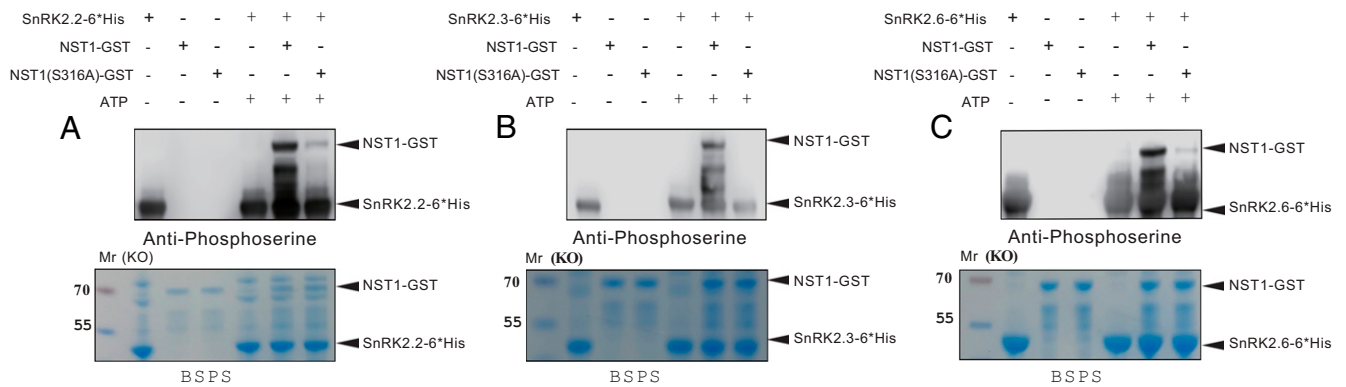 SnRK2.2-6*His + - - + + +
NST1-GST - + - - + -
NST1(S316A)-GST - - + - - +
ATP - - - + + +
A
NST1-GST
SnRK2.2-6*His
Anti-Phosphoserine
Mr (KO)
70
55
NST1-GST
SnRK2.2-6*His
BSPS
SnRK2.3-6*His + - - + + +
NST1-GST - + - - + -
NST1(S316A)-GST - - + - - +
ATP - - - + + +
B
NST1-GST
SnRK2.3-6*His
Anti-Phosphoserine
Mr (KO)
70
55
NST1-GST
SnRK2.3-6*His
BSPS
SnRK2.6-6*His + - - + + +
NST1-GST - + - - + -
NST1(S316A)-GST - - + - - +
ATP - - - + + +
C
NST1-GST
SnRK2.6-6*His
Anti-Phosphoserine
Mr (KO)
70
55
NST1-GST
SnRK2.6-6*His
BSPS